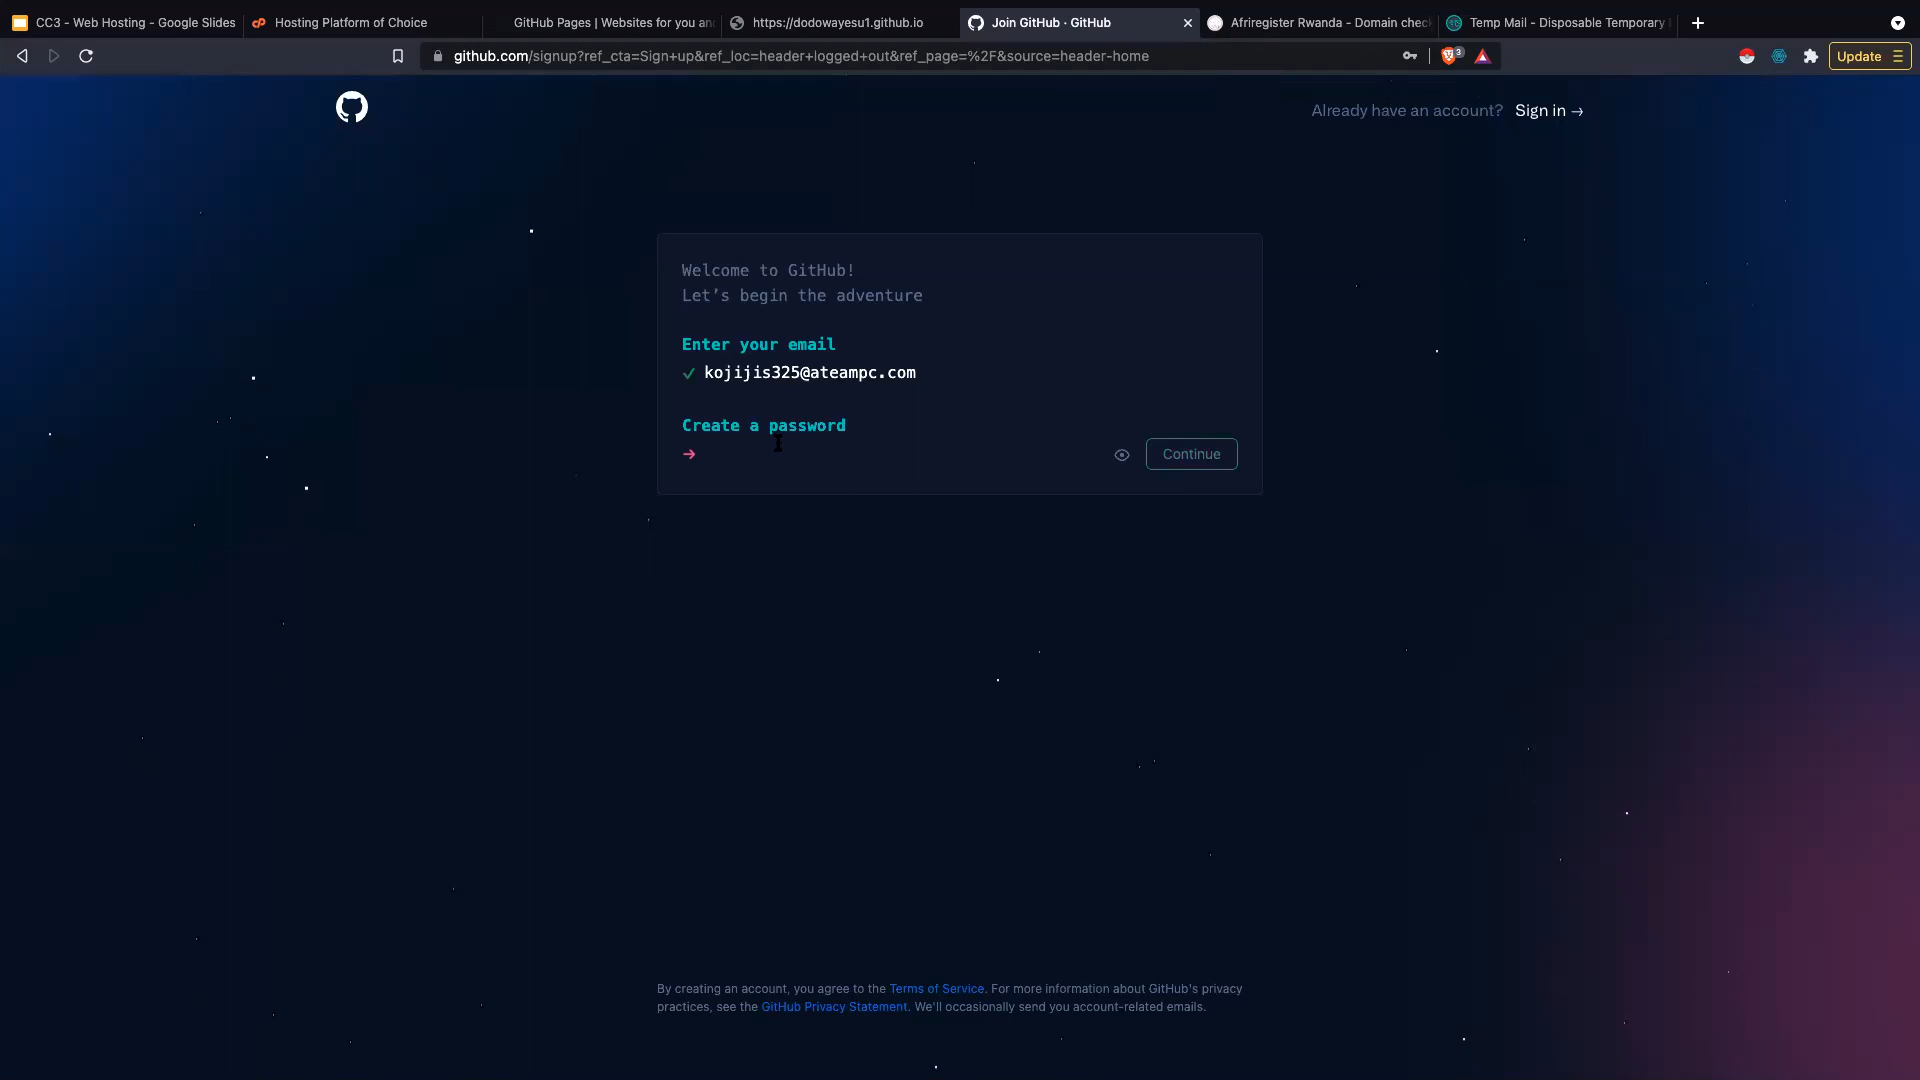 CC3 - Web Hosting - Google Slides
Hosting Platform of Choice
GitHub Pages | Websites for you and
https://dodowayesu1.github.io
Join GitHub · GitHub
Afriregister Rwanda - Domain chec
Temp Mail - Disposable Temporary
github.com/signup?ref_cta=Sign+up&ref_loc=header+logged+out&ref_page=%2F&source=header-home
3
Update
Already have an account? Sign in →
Welcome to GitHub!
Let’s begin the adventure
Enter your email
✓ kojijis325@ateampc.com
Create a password
→
Continue
By creating an account, you agree to the Terms of Service. For more information about GitHub's privacy
practices, see the GitHub Privacy Statement. We'll occasionally send you account-related emails.